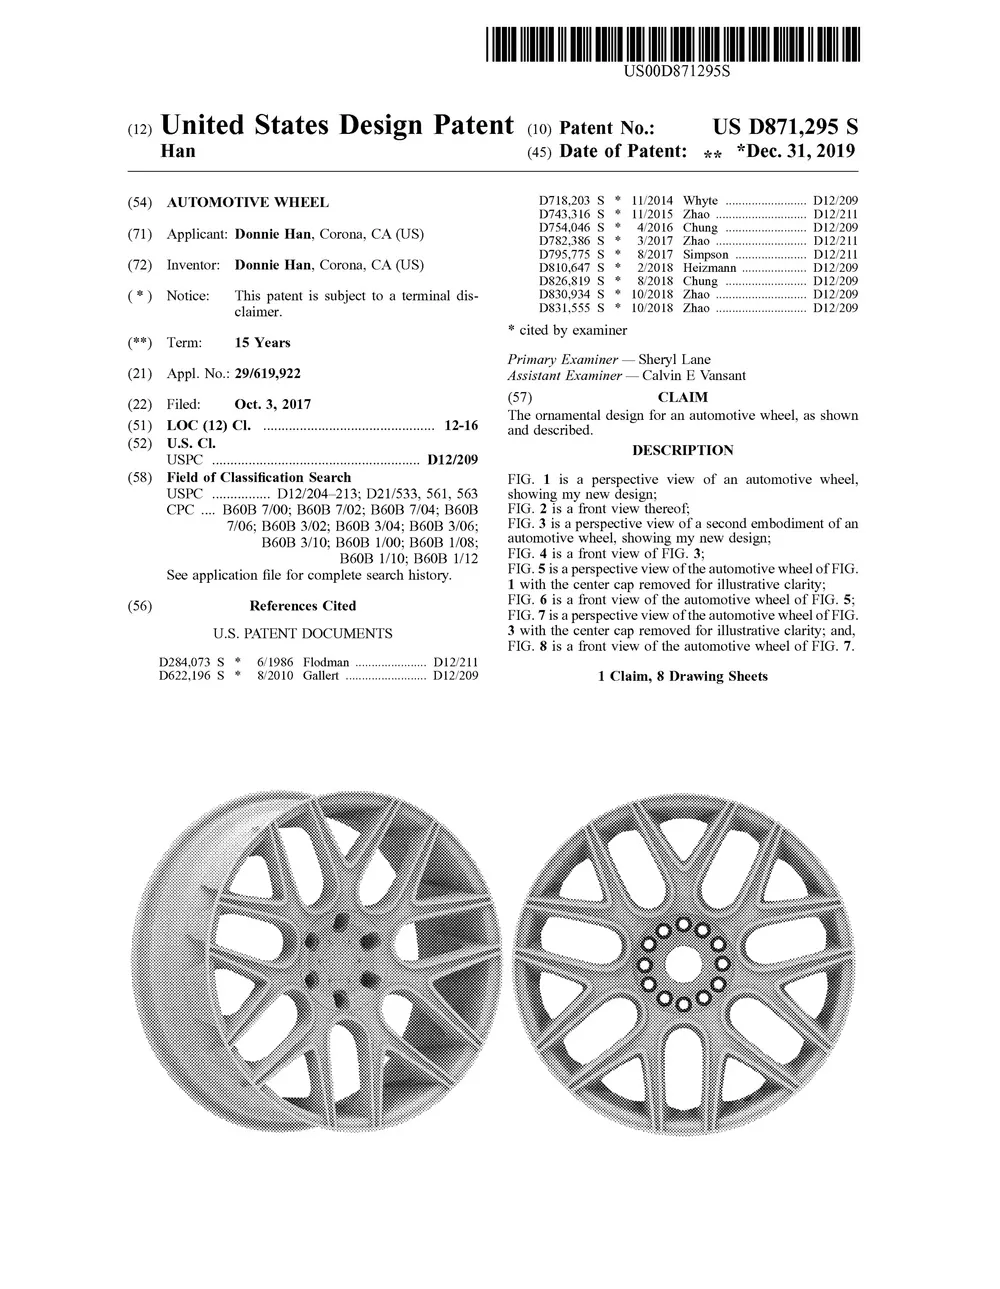 US00D871295S
(12) United States Design Patent
Han
(10) Patent No.: US D871,295 S
(45) Date of Patent: ** *Dec. 31, 2019
(54) AUTOMOTIVE WHEEL
(71) Applicant: Donnie Han, Corona, CA (US)
(72) Inventor: Donnie Han, Corona, CA (US)
( * ) Notice: This patent is subject to a terminal dis-
claimer.
(**) Term: 15 Years
(21) Appl. No.: 29/619,922
(22) Filed: Oct. 3, 2017
(51) LOC (12) Cl. ............................................... 12-16
(52) U.S. Cl.
USPC ........................................................ D12/209
(58) Field of Classification Search
USPC ............... D12/204–213; D21/533, 561, 563
CPC .... B60B 7/00; B60B 7/02; B60B 7/04; B60B
7/06; B60B 3/02; B60B 3/04; B60B 3/06;
B60B 3/10; B60B 1/00; B60B 1/08;
B60B 1/10; B60B 1/12
See application file for complete search history.
(56) References Cited
U.S. PATENT DOCUMENTS
D284,073 S * 6/1986 Flodman ...................... D12/211
D622,196 S * 8/2010 Gallert ......................... D12/209
D718,203 S * 11/2014 Whyte ......................... D12/209
D743,316 S * 11/2015 Zhao ............................ D12/211
D754,046 S * 4/2016 Chung ......................... D12/209
D782,386 S * 3/2017 Zhao ............................ D12/211
D795,775 S * 8/2017 Simpson ...................... D12/211
D810,647 S * 2/2018 Heizmann .................... D12/209
D826,819 S * 8/2018 Chung ......................... D12/209
D830,934 S * 10/2018 Zhao ............................ D12/209
D831,555 S * 10/2018 Zhao ............................ D12/209
* cited by examiner
Primary Examiner — Sheryl Lane
Assistant Examiner — Calvin E Vansant
(57) CLAIM
The ornamental design for an automotive wheel, as shown
and described.
DESCRIPTION
FIG. 1 is a perspective view of an automotive wheel,
showing my new design;
FIG. 2 is a front view thereof;
FIG. 3 is a perspective view of a second embodiment of an
automotive wheel, showing my new design;
FIG. 4 is a front view of FIG. 3;
FIG. 5 is a perspective view of the automotive wheel of FIG.
1 with the center cap removed for illustrative clarity;
FIG. 6 is a front view of the automotive wheel of FIG. 5;
FIG. 7 is a perspective view of the automotive wheel of FIG.
3 with the center cap removed for illustrative clarity; and,
FIG. 8 is a front view of the automotive wheel of FIG. 7.
1 Claim, 8 Drawing Sheets